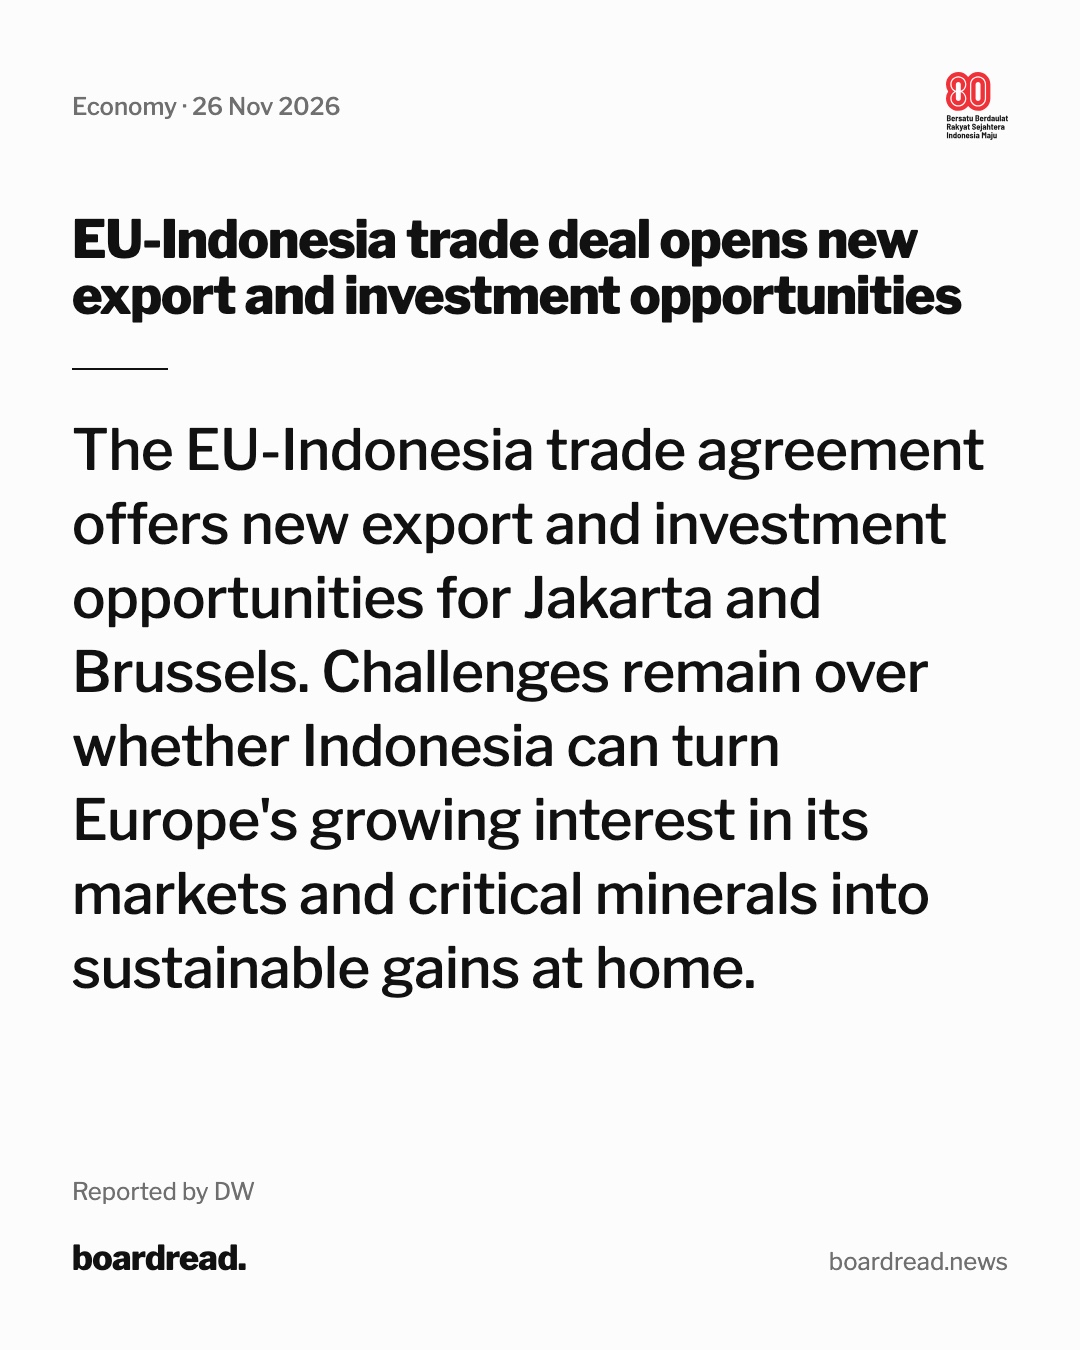 Economy · 26 Nov 2026
80
Bersatu Berdaulat
Rakyat Sejahtera
Indonesia Maju
EU-Indonesia trade deal opens new
export and investment opportunities
The EU-Indonesia trade agreement
offers new export and investment
opportunities for Jakarta and
Brussels. Challenges remain over
whether Indonesia can turn
Europe's growing interest in its
markets and critical minerals into
sustainable gains at home.
Reported by DW
boardread.
boardread.news